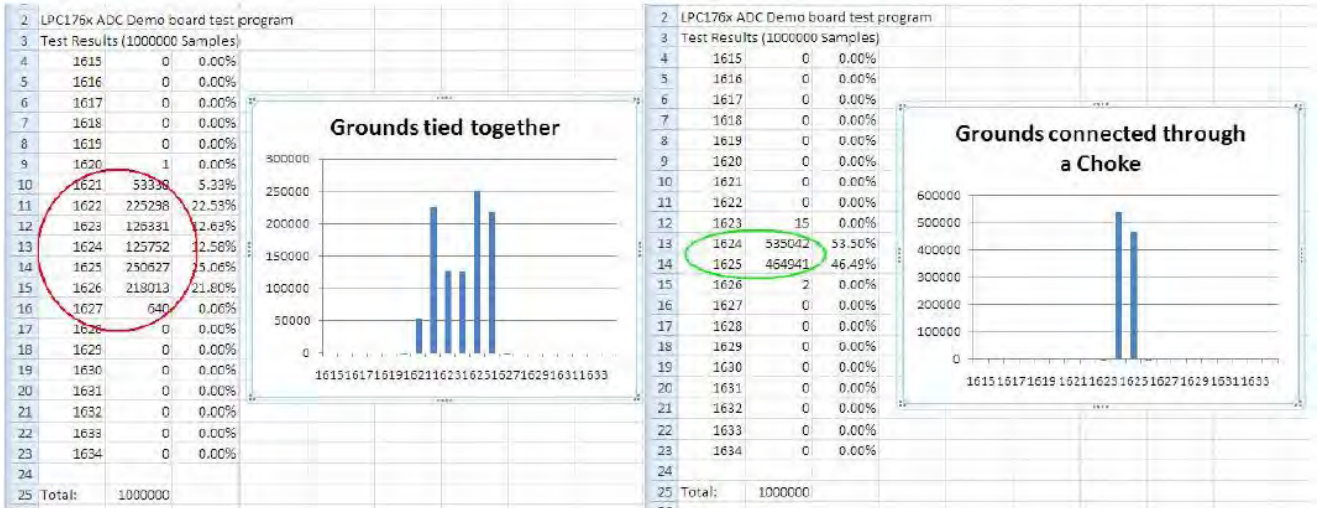 2 LPC176x ADC Demo board test program
3 Test Results (1000000 Samples)
4 1615 0 0.00%
5 1616 0 0.00%
6 1617 0 0.00%
7 1618 0 0.00%
8 1619 0 0.00%
9 1620 1 0.00%
10 1621 53338 5.33%
11 1622 225298 22.53%
12 1623 126331 12.63%
13 1624 125752 12.58%
14 1625 250627 25.06%
15 1626 218013 21.80%
16 1627 640 0.06%
17 1628 0 0.00%
18 1629 0 0.00%
19 1630 0 0.00%
20 1631 0 0.00%
21 1632 0 0.00%
22 1633 0 0.00%
23 1634 0 0.00%
24
25 Total: 1000000
Grounds tied together
300000
250000
200000
150000
100000
50000
0
1615161716191621162316251627162916311633
2 LPC176x ADC Demo board test program
3 Test Results (1000000 Samples)
4 1615 0 0.00%
5 1616 0 0.00%
6 1617 0 0.00%
7 1618 0 0.00%
8 1619 0 0.00%
9 1620 0 0.00%
10 1621 0 0.00%
11 1622 0 0.00%
12 1623 15 0.00%
13 1624 535042 53.50%
14 1625 464941 46.49%
15 1626 2 0.00%
16 1627 0 0.00%
17 1628 0 0.00%
18 1629 0 0.00%
19 1630 0 0.00%
20 1631 0 0.00%
21 1632 0 0.00%
22 1633 0 0.00%
23 1634 0 0.00%
24
25 Total: 1000000
Grounds connected through
a Choke
600000
500000
400000
300000
200000
100000
0
161516171619 1621162316251627162916311633